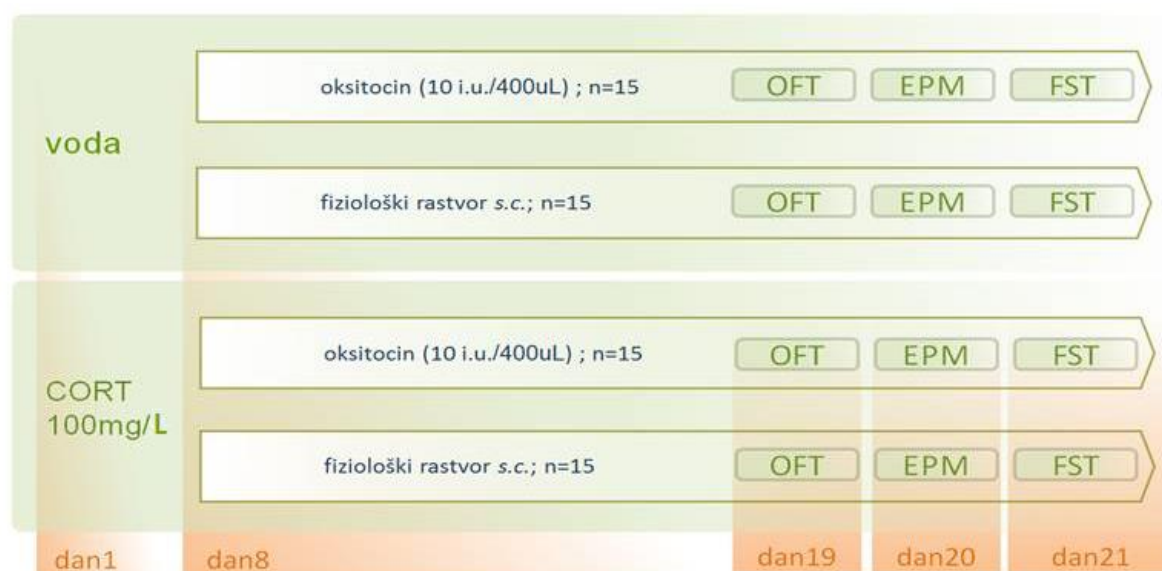 voda
oksitocin (10 i.u./400uL) ; n=15
OFT
EPM
FST
fiziološki rastvor s.c.; n=15
OFT
EPM
FST
CORT
100mg/L
oksitocin (10 i.u./400uL) ; n=15
OFT
EPM
FST
fiziološki rastvor s.c.; n=15
OFT
EPM
FST
dan1
dan8
dan19
dan20
dan21